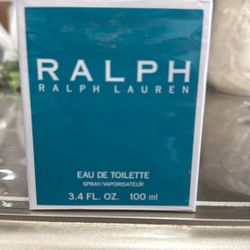 RALPH
RALPH LAUREN
EAU DE TOILETTE
SPRAY/VAPORISATEUR
3.4 FL. OZ. 100 ml